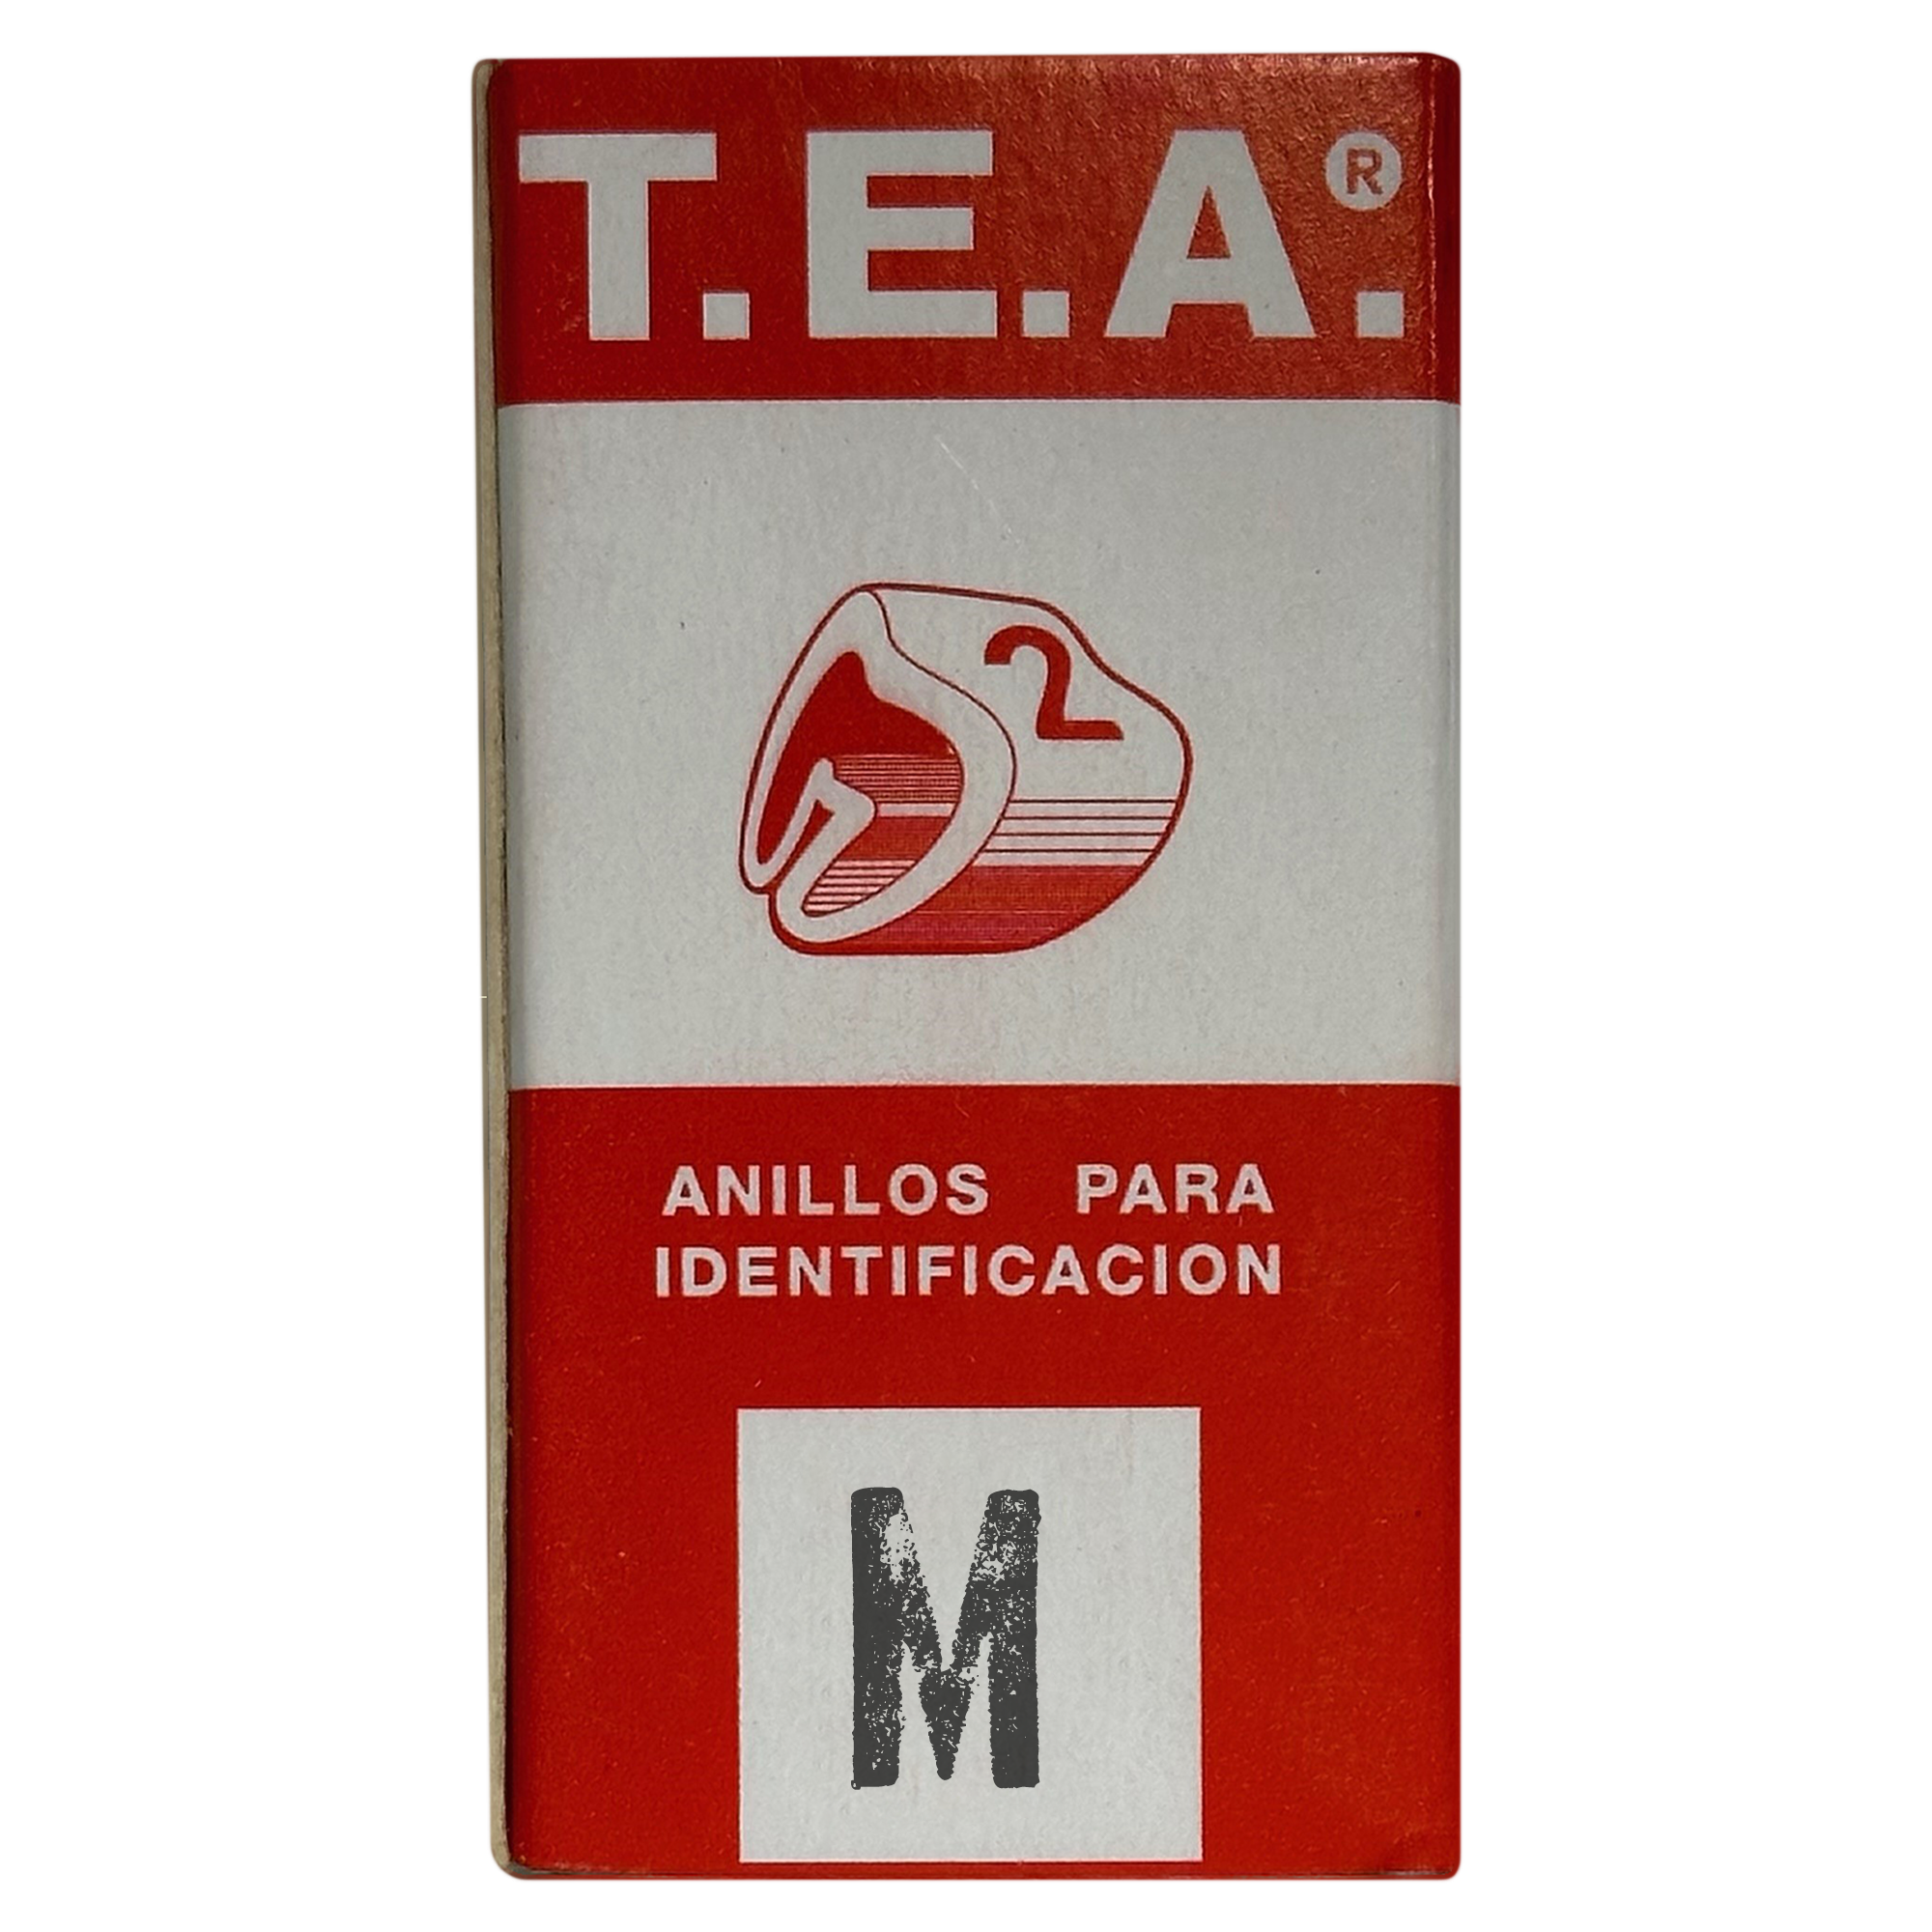 T.E.A.®
2
ANILLOS PARA
IDENTIFICACION
M